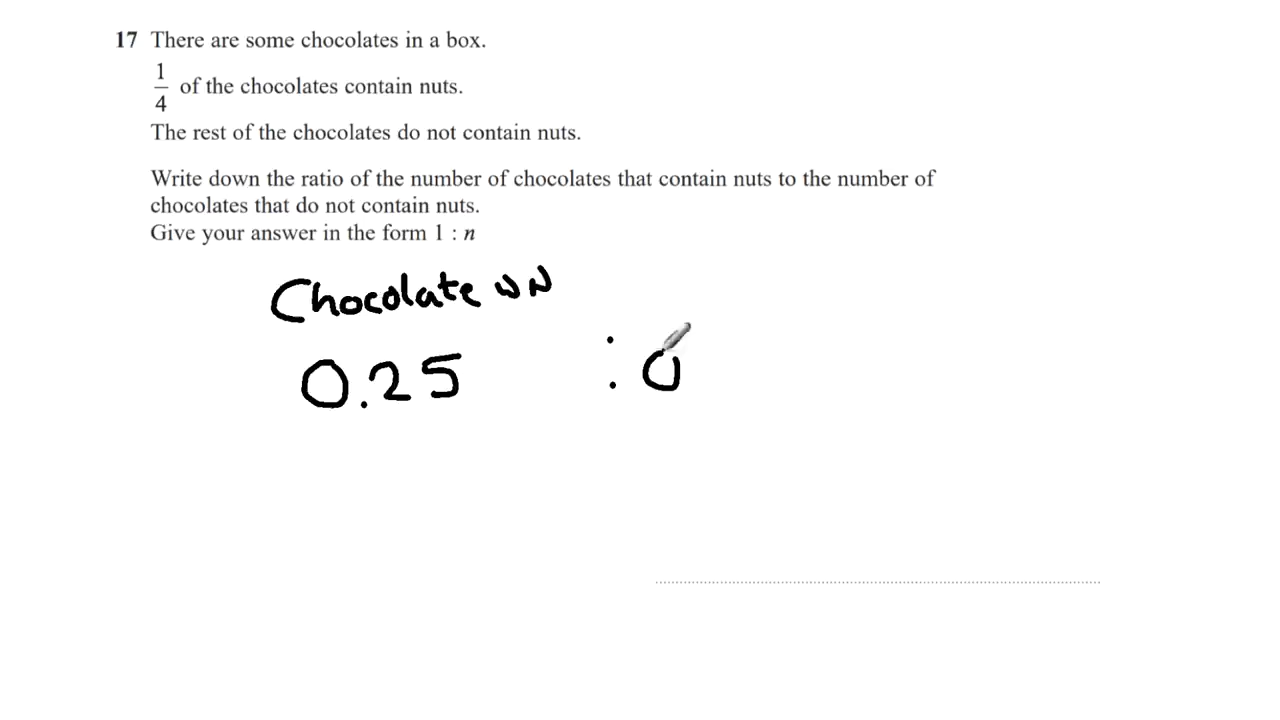 17 There are some chocolates in a box.
1/4 of the chocolates contain nuts.
The rest of the chocolates do not contain nuts.
Write down the ratio of the number of chocolates that contain nuts to the number of
chocolates that do not contain nuts.
Give your answer in the form 1 : n
Chocolate WN
0.25 : 0